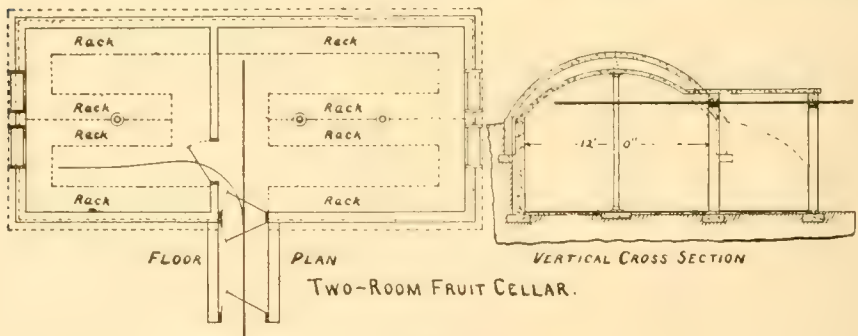 Rack Rack
Rack Rack
Rack Rack
Rack Rack
12' 0"
FLOOR PLAN
VERTICAL CROSS SECTION
TWO-ROOM FRUIT CELLAR.